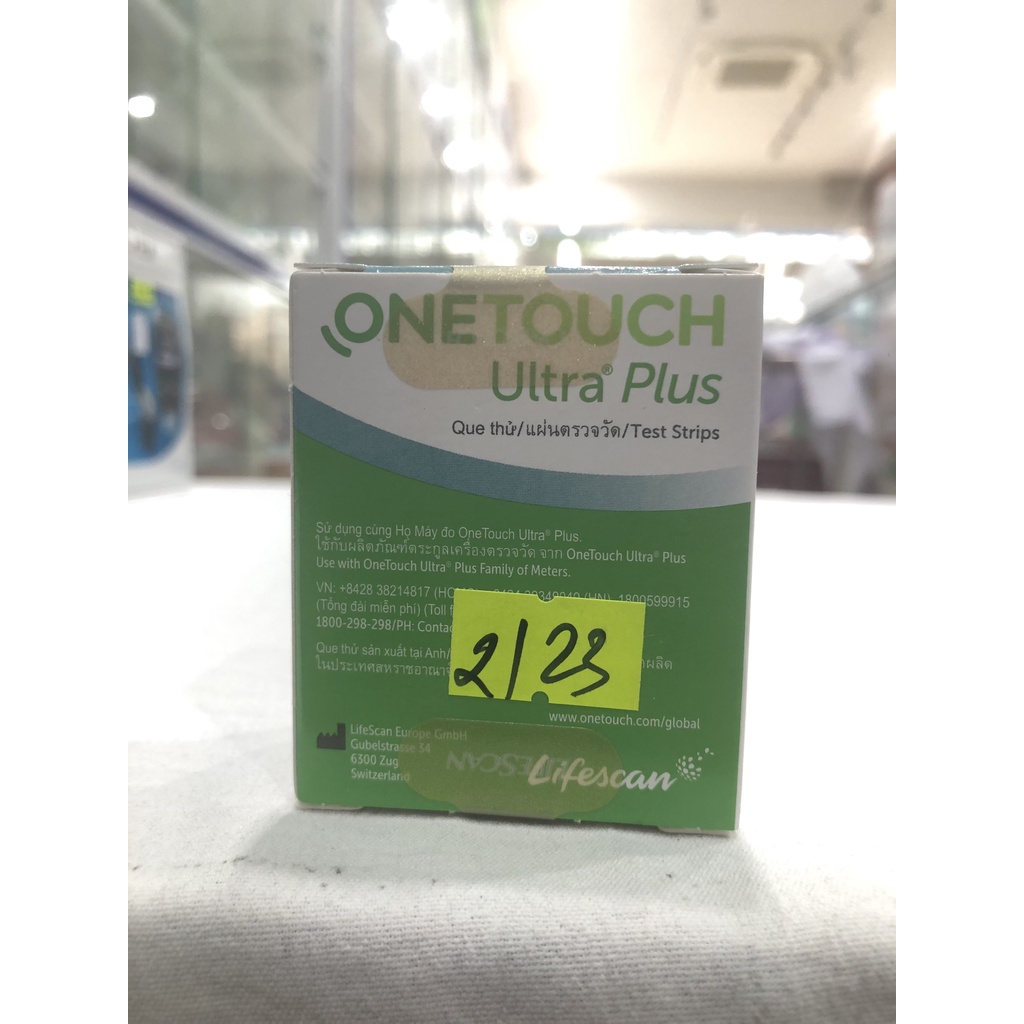 ONETOUCH
Ultra® Plus
Que thử/แผ่นตรวจวัด/Test Strips
Sử dụng cùng Họ Máy đo OneTouch Ultra® Plus.
ใช้กับผลิตภัณฑ์ตระกูลเครื่องตรวจวัด จาก OneTouch Ultra® Plus
Use with OneTouch Ultra® Plus Family of Meters.
VN: +8428 38214817 (HN), 1800599915
(Tổng đài miễn phí) (Toll
1800-298-298/PH:
Que thử sản xuất tại Anh/
2/23
www.onetouch.com/global
LifeScan Europe GmbH
Gubelstrasse 34
6300 Zug
Switzerland
LIFESCAN
Lifescan